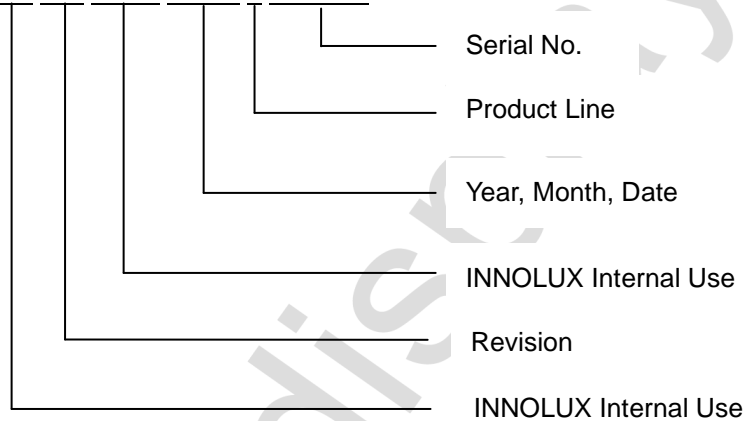 Serial No.
Product Line
Year, Month, Date
INNOLUX Internal Use
Revision
INNOLUX Internal Use